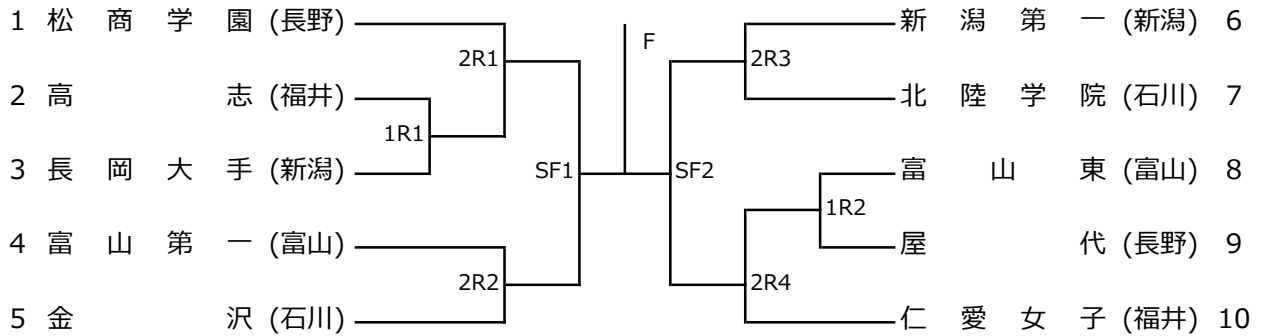 1 松商学園 (長野)
2R1
2 高志 (福井)
1R1
3 長岡大手 (新潟)
SF1
4 富山第一 (富山)
2R2
5 金沢 (石川)
F
新潟第一 (新潟) 6
2R3
北陸学院 (石川) 7
SF2
富山東 (富山) 8
1R2
屋代 (長野) 9
2R4
仁愛女子 (福井) 10